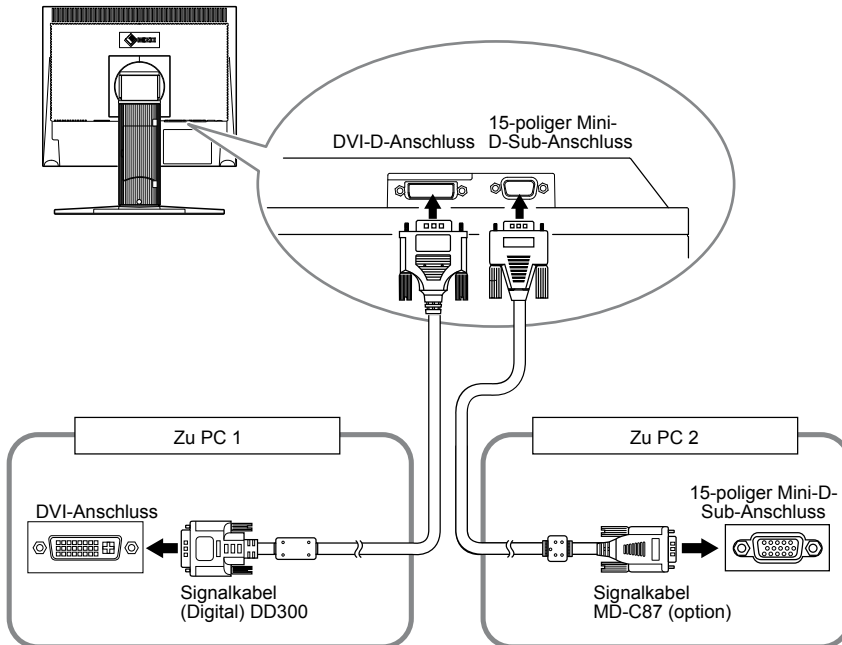 DVI-D-Anschluss
15-poliger Mini-
D-Sub-Anschluss
Zu PC 1
DVI-Anschluss
Signalkabel
(Digital) DD300
Zu PC 2
15-poliger Mini-D-
Sub-Anschluss
Signalkabel
MD-C87 (option)